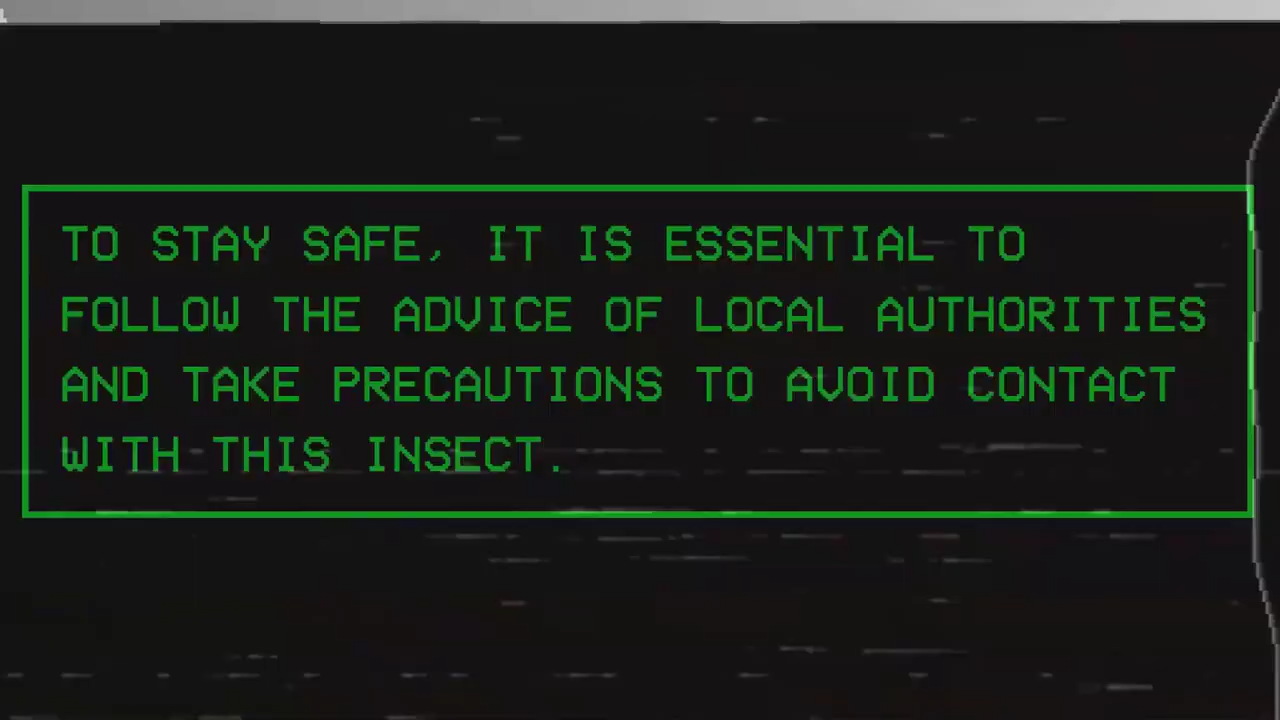 TO STAY SAFE, IT IS ESSENTIAL TO
FOLLOW THE ADVICE OF LOCAL AUTHORITIES
AND TAKE PRECAUTIONS TO AVOID CONTACT
WITH THIS INSECT.